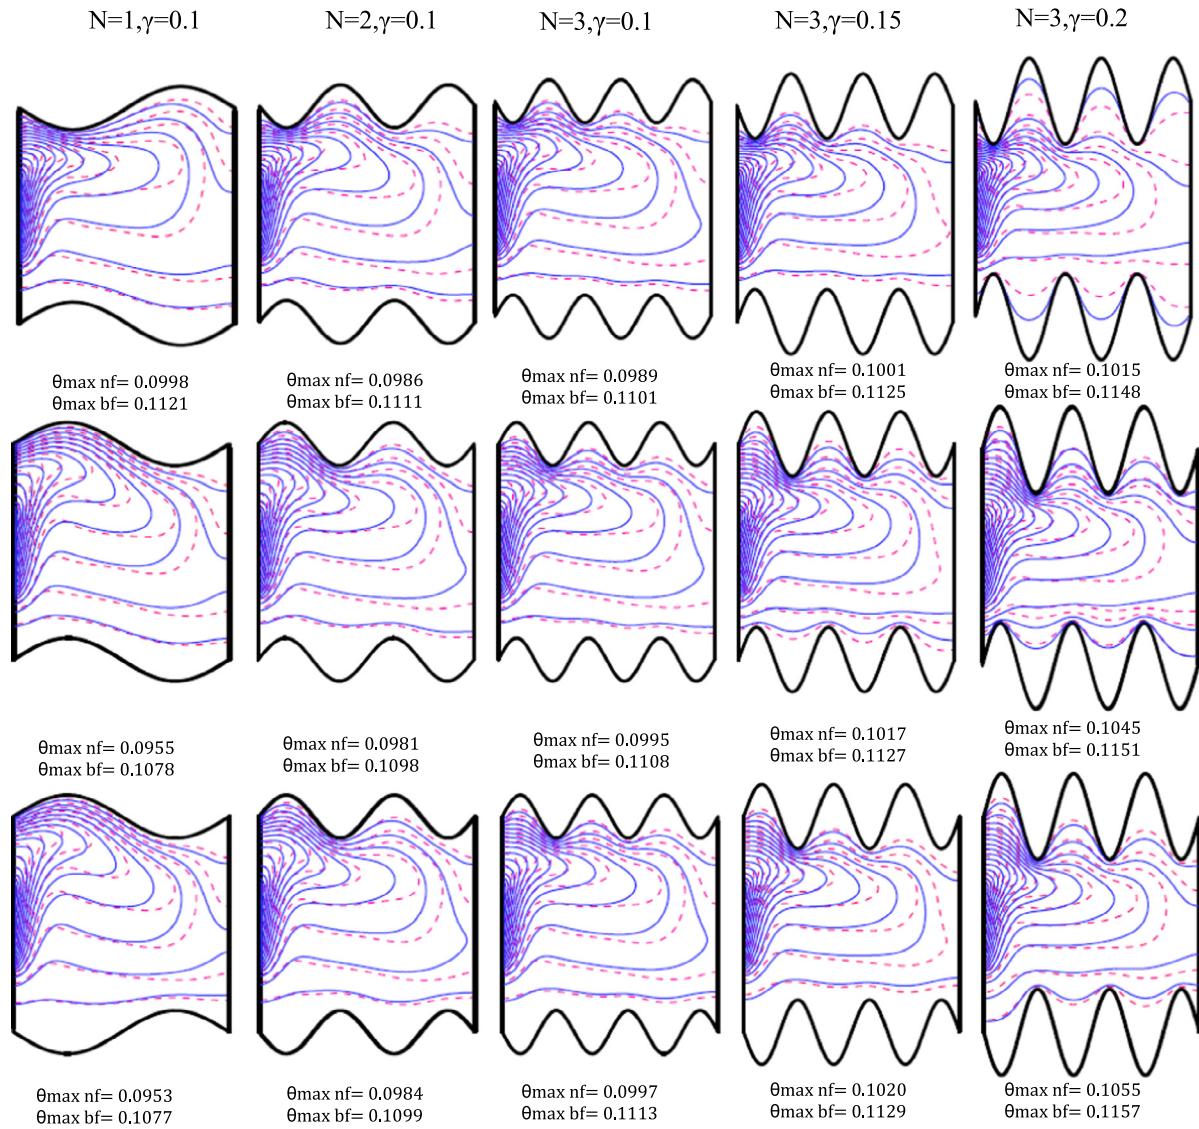 N=1,γ=0.1
N=2,γ=0.1
N=3,γ=0.1
N=3,γ=0.15
N=3,γ=0.2
θmax nf= 0.0998
θmax bf= 0.1121
θmax nf= 0.0986
θmax bf= 0.1111
θmax nf= 0.0989
θmax bf= 0.1101
θmax nf= 0.1001
θmax bf= 0.1125
θmax nf= 0.1015
θmax bf= 0.1148
θmax nf= 0.0955
θmax bf= 0.1078
θmax nf= 0.0981
θmax bf= 0.1098
θmax nf= 0.0995
θmax bf= 0.1108
θmax nf= 0.1017
θmax bf= 0.1127
θmax nf= 0.1045
θmax bf= 0.1151
θmax nf= 0.0953
θmax bf= 0.1077
θmax nf= 0.0984
θmax bf= 0.1099
θmax nf= 0.0997
θmax bf= 0.1113
θmax nf= 0.1020
θmax bf= 0.1129
θmax nf= 0.1055
θmax bf= 0.1157